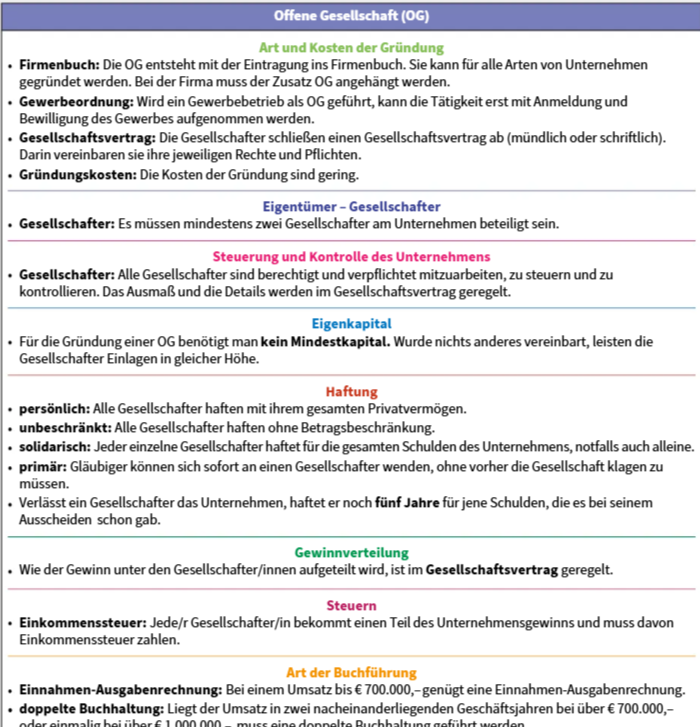 Offene Gesellschaft (OG)
Art und Kosten der Gründung
• Firmenbuch: Die OG entsteht mit der Eintragung ins Firmenbuch. Sie kann für alle Arten von Unternehmen
gegründet werden. Bei der Firma muss der Zusatz OG angehängt werden.
• Gewerbeordnung: Wird ein Gewerbebetrieb als OG geführt, kann die Tätigkeit erst mit Anmeldung und
Bewilligung des Gewerbes aufgenommen werden.
• Gesellschaftsvertrag: Die Gesellschafter schließen einen Gesellschaftsvertrag ab (mündlich oder schriftlich).
Darin vereinbaren sie ihre jeweiligen Rechte und Pflichten.
• Gründungskosten: Die Kosten der Gründung sind gering.
Eigentümer – Gesellschafter
• Gesellschafter: Es müssen mindestens zwei Gesellschafter am Unternehmen beteiligt sein.
Steuerung und Kontrolle des Unternehmens
• Gesellschafter: Alle Gesellschafter sind berechtigt und verpflichtet mitzuarbeiten, zu steuern und zu
kontrollieren. Das Ausmaß und die Details werden im Gesellschaftsvertrag geregelt.
Eigenkapital
• Für die Gründung einer OG benötigt man kein Mindestkapital. Wurde nichts anderes vereinbart, leisten die
Gesellschafter Einlagen in gleicher Höhe.
Haftung
• persönlich: Alle Gesellschafter haften mit ihrem gesamten Privatvermögen.
• unbeschränkt: Alle Gesellschafter haften ohne Betragsbeschränkung.
• solidarisch: Jeder einzelne Gesellschafter haftet für die gesamten Schulden des Unternehmens, notfalls auch alleine.
• primär: Gläubiger können sich sofort an einen Gesellschafter wenden, ohne vorher die Gesellschaft klagen zu
müssen.
• Verlässt ein Gesellschafter das Unternehmen, haftet er noch fünf Jahre für jene Schulden, die es bei seinem
Ausscheiden schon gab.
Gewinnverteilung
• Wie der Gewinn unter den Gesellschafter/innen aufgeteilt wird, ist im Gesellschaftsvertrag geregelt.
Steuern
• Einkommenssteuer: Jede/r Gesellschafter/in bekommt einen Teil des Unternehmensgewinns und muss davon
Einkommenssteuer zahlen.
Art der Buchführung
• Einnahmen-Ausgabenrechnung: Bei einem Umsatz bis € 700.000,– genügt eine Einnahmen-Ausgabenrechnung.
• doppelte Buchhaltung: Liegt der Umsatz in zwei nacheinanderliegenden Geschäftsjahren bei über € 700.000,–
oder einmalig bei über € 1.000.000,–, muss eine doppelte Buchhaltung geführt werden.